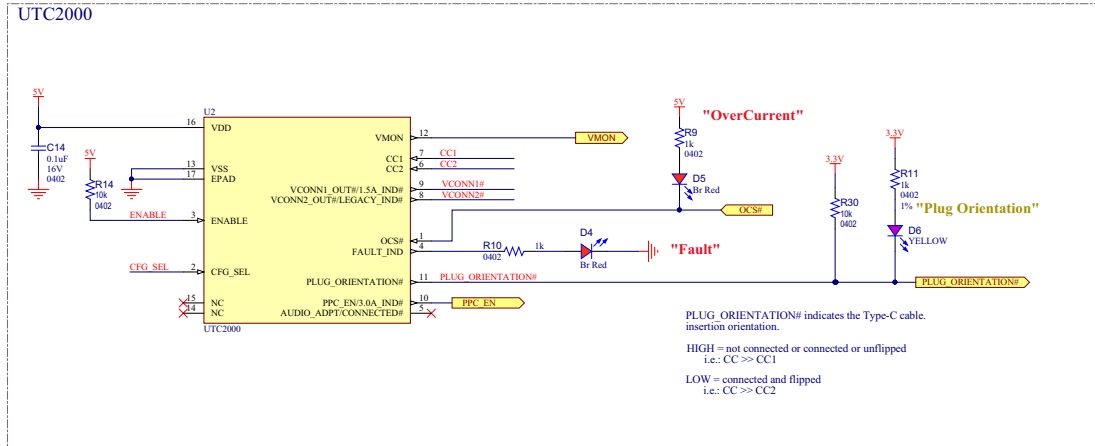 UTC2000
5V
C14
0.1uF
16V
0402
5V
R14
10k
0402
ENABLE
CFG_SEL
U2
16 VDD
13 VSS
17 EPAD
3 ENABLE
2 CFG_SEL
15 NC
14 NC
VMON 12
CC1 7
CC2 6
VCONN1_OUT#/1.5A_IND# 9
VCONN2_OUT#/LEGACY_IND# 8
OCS# 1
FAULT_IND 4
PLUG_ORIENTATION# 11
PPC_EN/3.0A_IND# 10
AUDIO_ADPT/CONNECTED# 5
UTC2000
VMON
CC1
CC2
VCONN1#
VCONN2#
5V
"OverCurrent"
R9
1k
0402
D5
Br Red
OCS#
R10
0402
1k
D4
Br Red
"Fault"
PLUG_ORIENTATION#
PPC_EN
3.3V
R30
10k
0402
3.3V
R11
1k
0402
1%
"Plug Orientation"
D6
YELLOW
PLUG_ORIENTATION#
PLUG_ORIENTATION# indicates the Type-C cable.
insertion orientation.
HIGH = not connected or connected or unflipped
i.e.: CC >> CC1
LOW = connected and flipped
i.e.: CC >> CC2